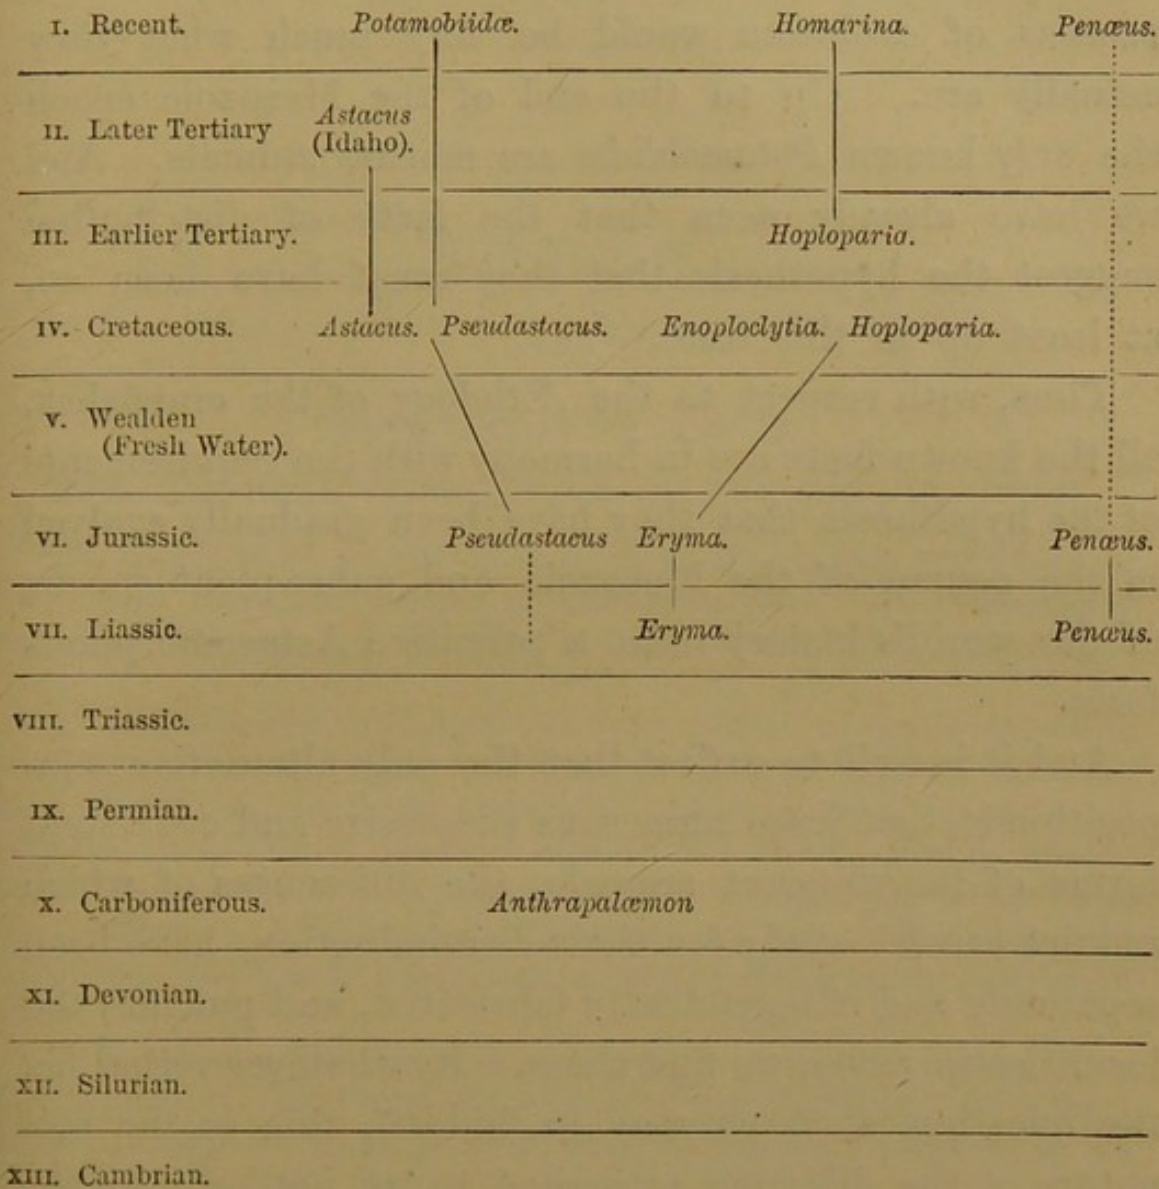 I. Recent. Potamobiidæ. Homarina. Penæus.
II. Later Tertiary Astacus
(Idaho).
III. Earlier Tertiary. Hoploparia.
IV. Cretaceous. Astacus. Pseudastacus. Enoploclytia. Hoploparia.
V. Wealden
(Fresh Water).
VI. Jurassic. Pseudastacus Eryma. Penæus.
VII. Liassic. Eryma. Penæus.
VIII. Triassic.
IX. Permian.
X. Carboniferous. Anthrapalæmon
XI. Devonian.
XII. Silurian.
XIII. Cambrian.